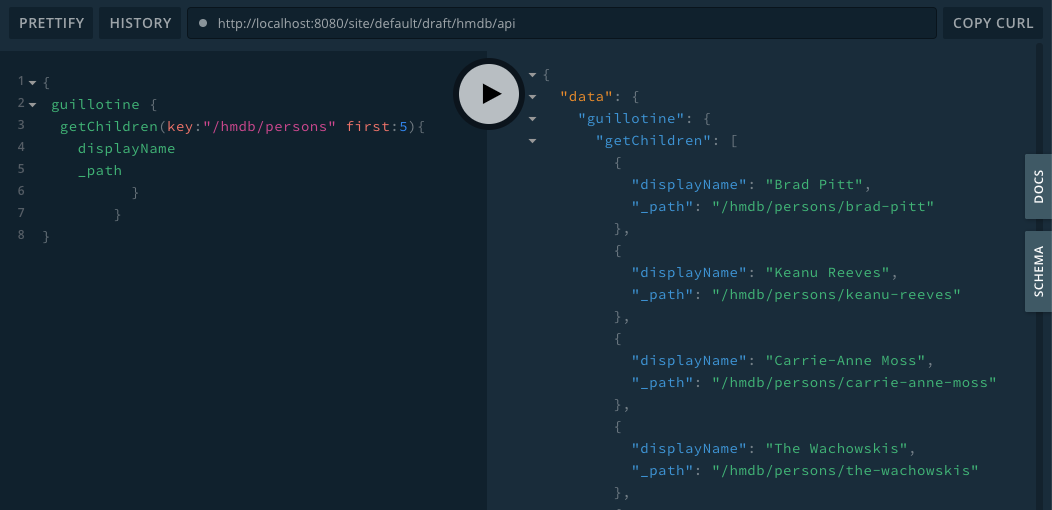 PRETTIFY HISTORY http://localhost:8080/site/default/draft/hmdb/api COPY CURL
1 {
2 guillotine {
3 getChildren(key:"/hmdb/persons" first:5){
4 displayName
5 _path
6 }
7 }
8 }
{
"data": {
"guillotine": {
"getChildren": [
{
"displayName": "Brad Pitt",
"_path": "/hmdb/persons/brad-pitt"
},
{
"displayName": "Keanu Reeves",
"_path": "/hmdb/persons/keanu-reeves"
},
{
"displayName": "Carrie-Anne Moss",
"_path": "/hmdb/persons/carrie-anne-moss"
},
{
"displayName": "The Wachowskis",
"_path": "/hmdb/persons/the-wachowskis"
},
DOCS
SCHEMA